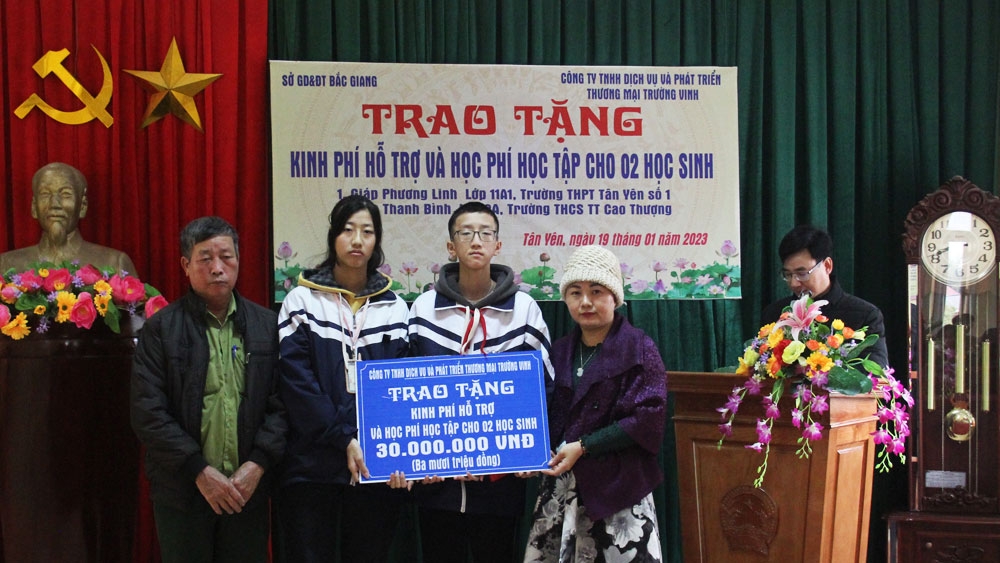 SỞ GD&ĐT BẮC GIANG
CÔNG TY TNHH DỊCH VỤ VÀ PHÁT TRIỂN
THƯƠNG MẠI TRƯỜNG VINH
TRAO TẶNG
KINH PHÍ HỖ TRỢ VÀ HỌC PHÍ HỌC TẬP CHO 02 HỌC SINH
1. Giáp Phương Linh Lớp 11A1, Trường THPT Tân Yên số 1
Thanh Bình A, Trường THCS TT Cao Thượng
Tân Yên, ngày 19 tháng 01 năm 2023
CÔNG TY TNHH DỊCH VỤ VÀ PHÁT TRIỂN THƯƠNG MẠI TRƯỜNG VINH
TRAO TẶNG
KINH PHÍ HỖ TRỢ
VÀ HỌC PHÍ HỌC TẬP CHO 02 HỌC SINH
30.000.000 VNĐ
(Ba mươi triệu đồng)